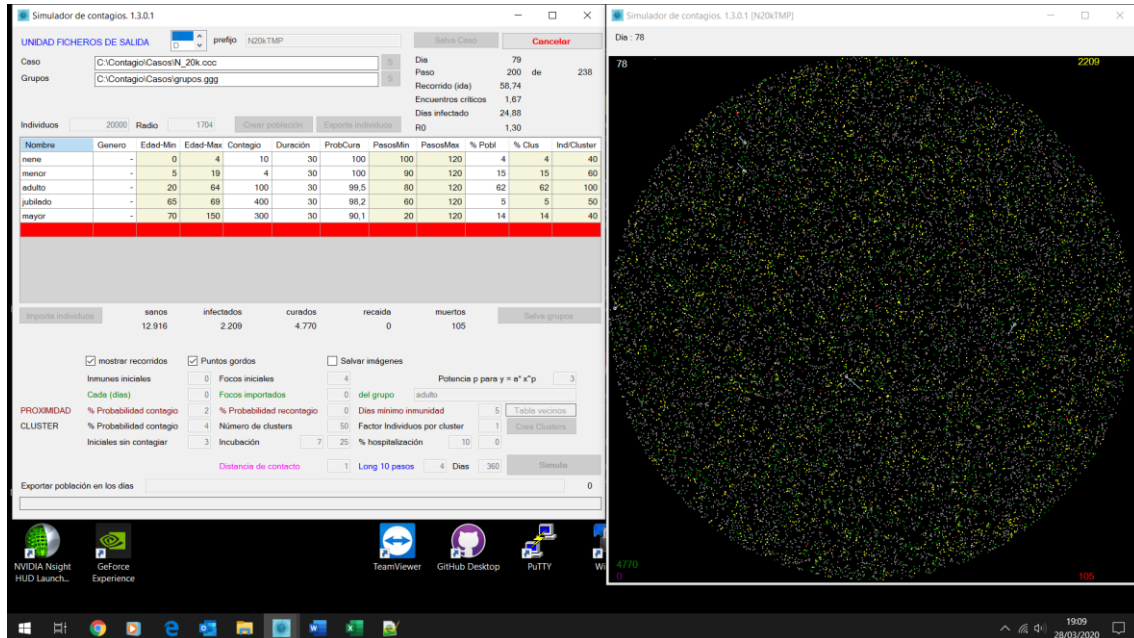 Simulador de contagios. 1.3.0.1
UNIDAD FICHEROS DE SALIDA D prefijo N20kTMP Salva Caso Cancelar
Caso C:\Contagio\Casos\N_20k.ccc S
Grupos C:\Contagio\Casos\grupos.ggg S
Dia 79
Paso 200 de 238
Recorrido (ida) 58,74
Encuentros críticos 1,67
Días infectado 24,88
R0 1,30
Individuos 20000 Radio 1704 Crear población Exporta individuos
Nombre Genero Edad-Min Edad-Max Contagio Duración ProbCura PasosMin PasosMax % Pobl % Clus Ind/Cluster
nene - 0 4 10 30 100 100 120 4 4 40
menor - 5 19 4 30 100 90 120 15 15 60
adulto - 20 64 100 30 99,5 80 120 62 62 100
jubilado - 65 69 400 30 98,2 60 120 5 5 50
mayor - 70 150 300 30 90,1 20 120 14 14 40
Importa individuos sanos infectados curados recaida muertos Salve grupos
12.916 2.209 4.770 0 105
mostrar recorridos Puntos gordos Salvar imágenes
Inmunes iniciales 0 Focos iniciales 4 Potencia p para y = a* x^p 3
Cada (días) 0 Focos importados 0 del grupo adulto
PROXIMIDAD % Probabilidad contagio 2 % Probabilidad recontagio 0 Días mínimo inmunidad 5 Tabla vecinos
CLUSTER % Probabilidad contagio 4 Número de clusters 50 Factor Individuos por cluster 1 Crea Clusters
Iniciales sin contagiar 3 Incubación 7 25 % hospitalización 10 0
Distancia de contacto 1 Long 10 pasos 4 Dias 360 Simula
Exportar población en los días 0
Simulador de contagios. 1.3.0.1 [N20kTMP]
Dia : 78
78 2209
4770
0 105
NVIDIA Nsight
HUD Launch...
GeForce
Experience
TeamViewer
GitHub Desktop
PuTTY
Wi
19:09
28/03/2020